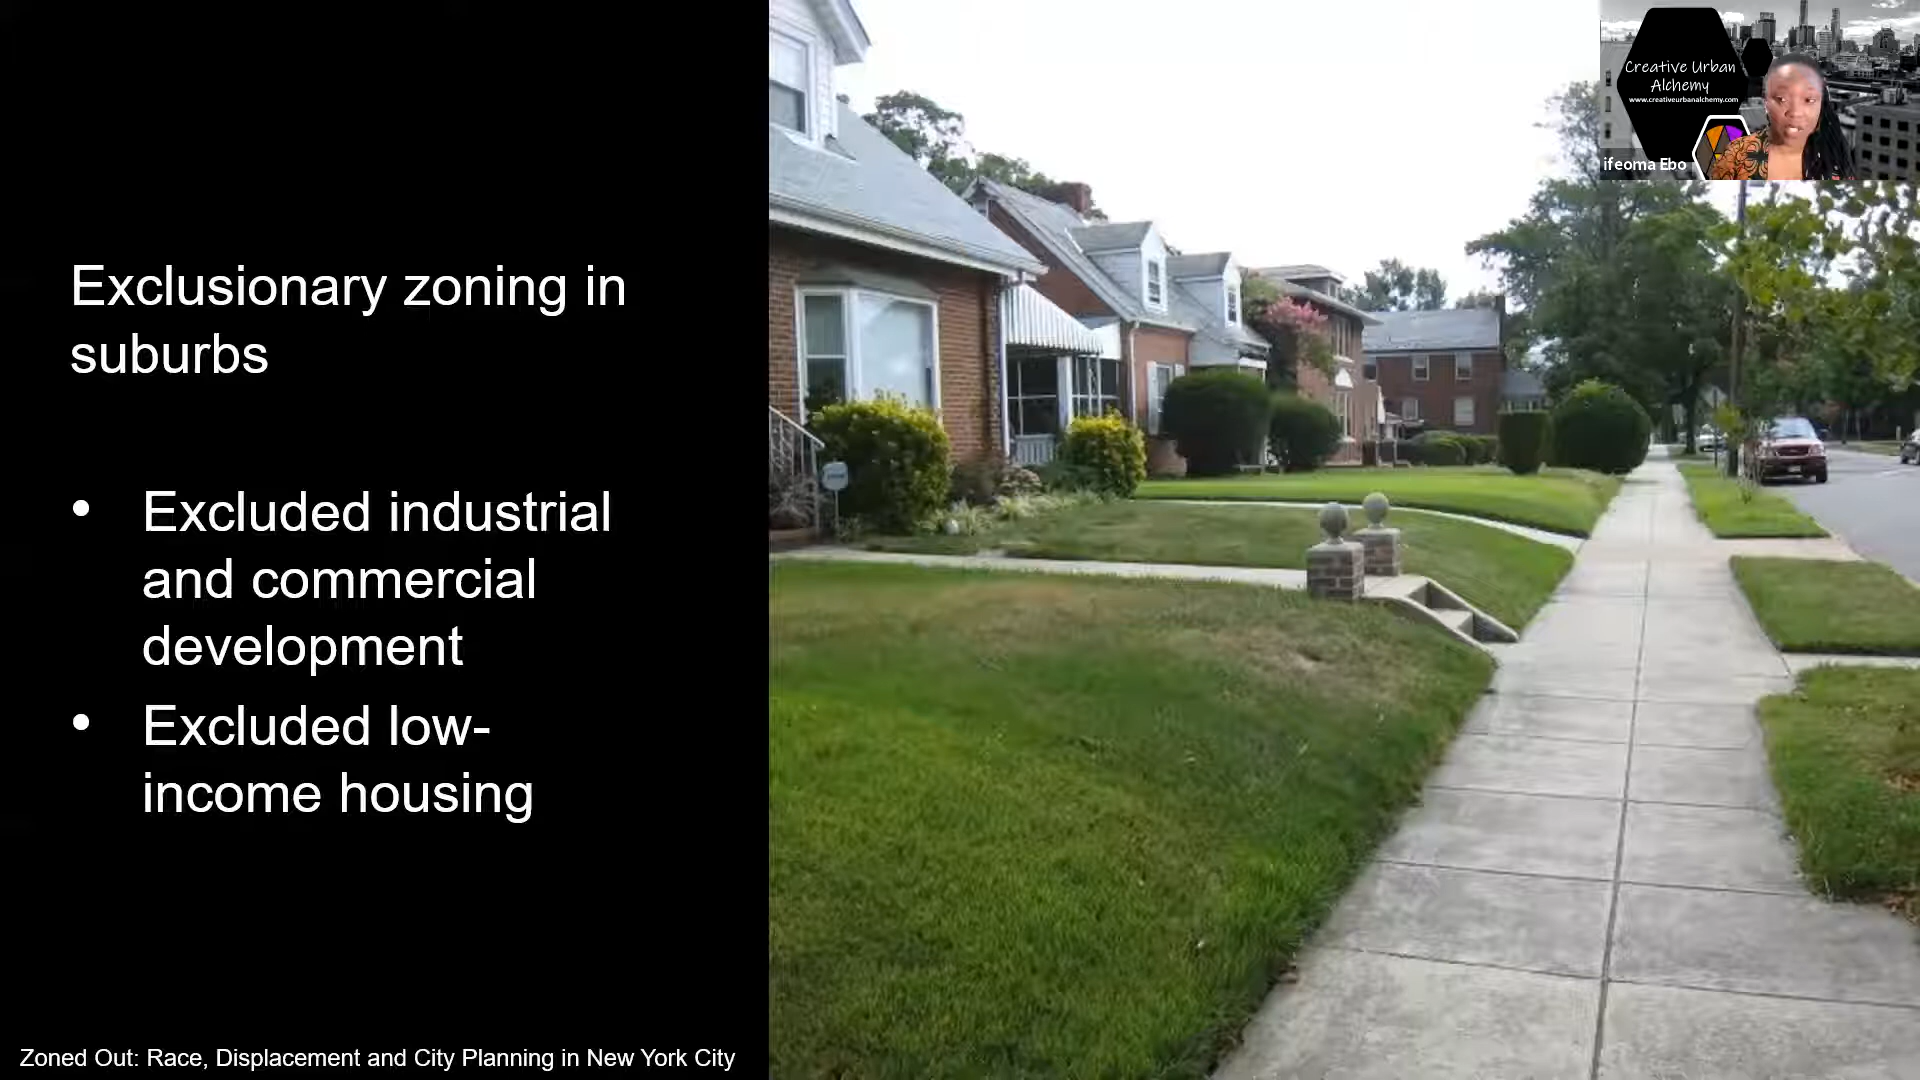 Exclusionary zoning in
suburbs
• Excluded industrial
and commercial
development
• Excluded low-
income housing
Zoned Out: Race, Displacement and City Planning in New York City
Creative Urban
Alchemy
www.creativeurbanalchemy.com
ifeoma Ebo